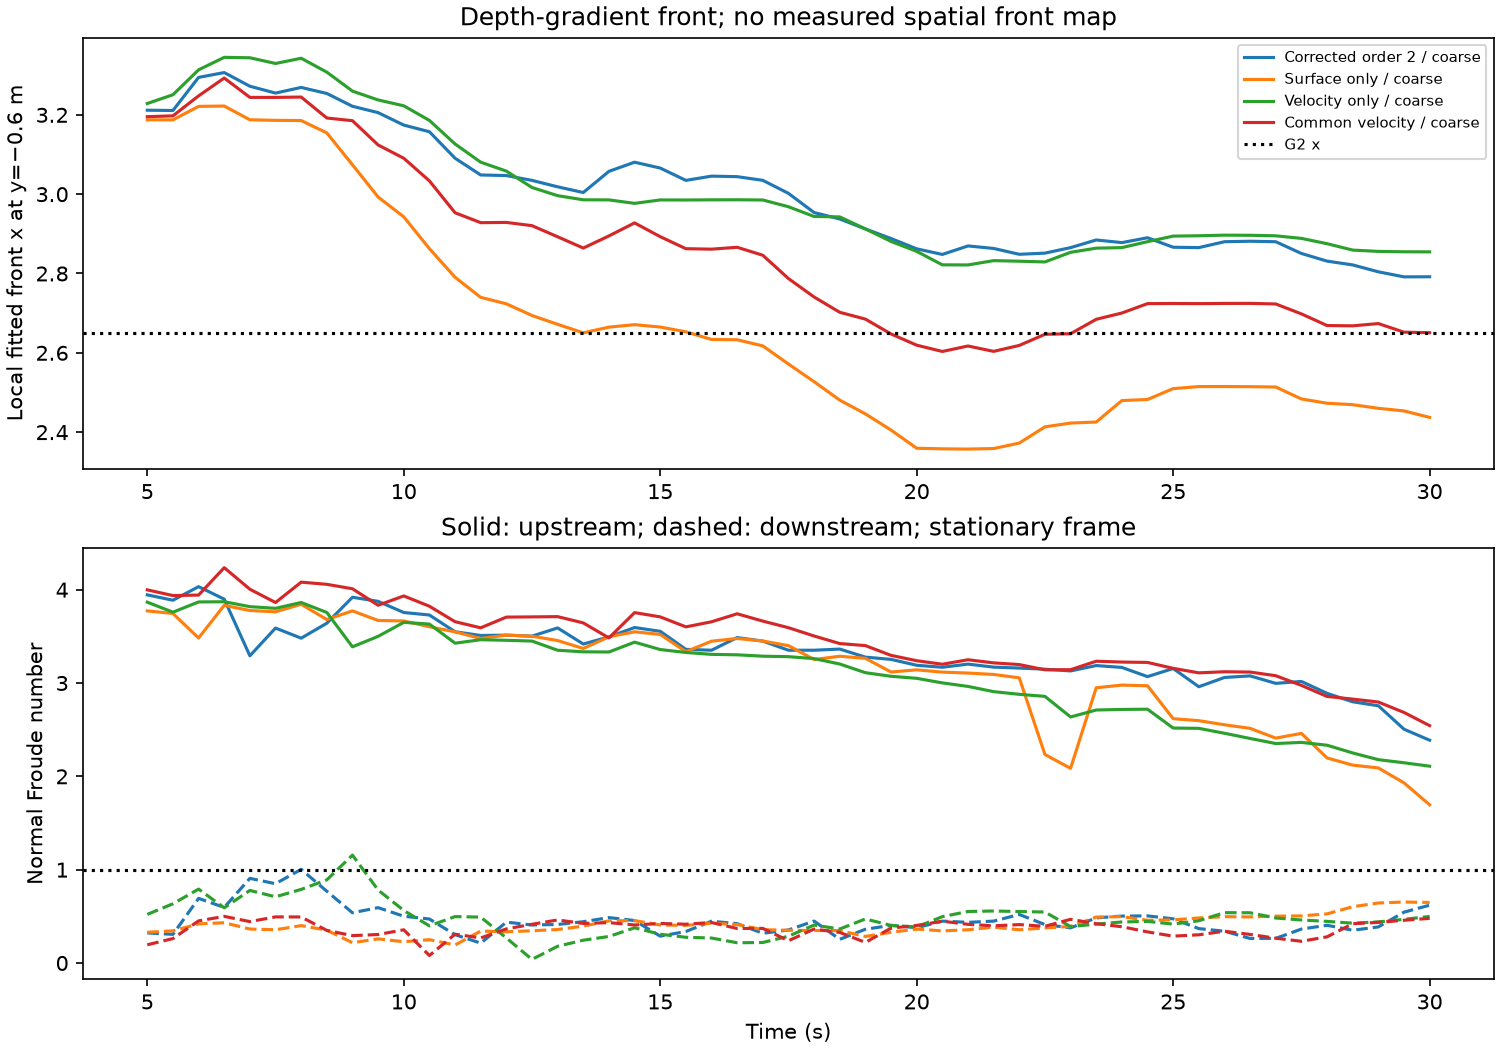 Depth-gradient front; no measured spatial front map
Local fitted front x at y=−0.6 m
3.2
3.0
2.8
2.6
2.4
Corrected order 2 / coarse
Surface only / coarse
Velocity only / coarse
Common velocity / coarse
G2 x
5
10
15
20
25
30
Solid: upstream; dashed: downstream; stationary frame
Normal Froude number
4
3
2
1
0
5
10
15
20
25
30
Time (s)